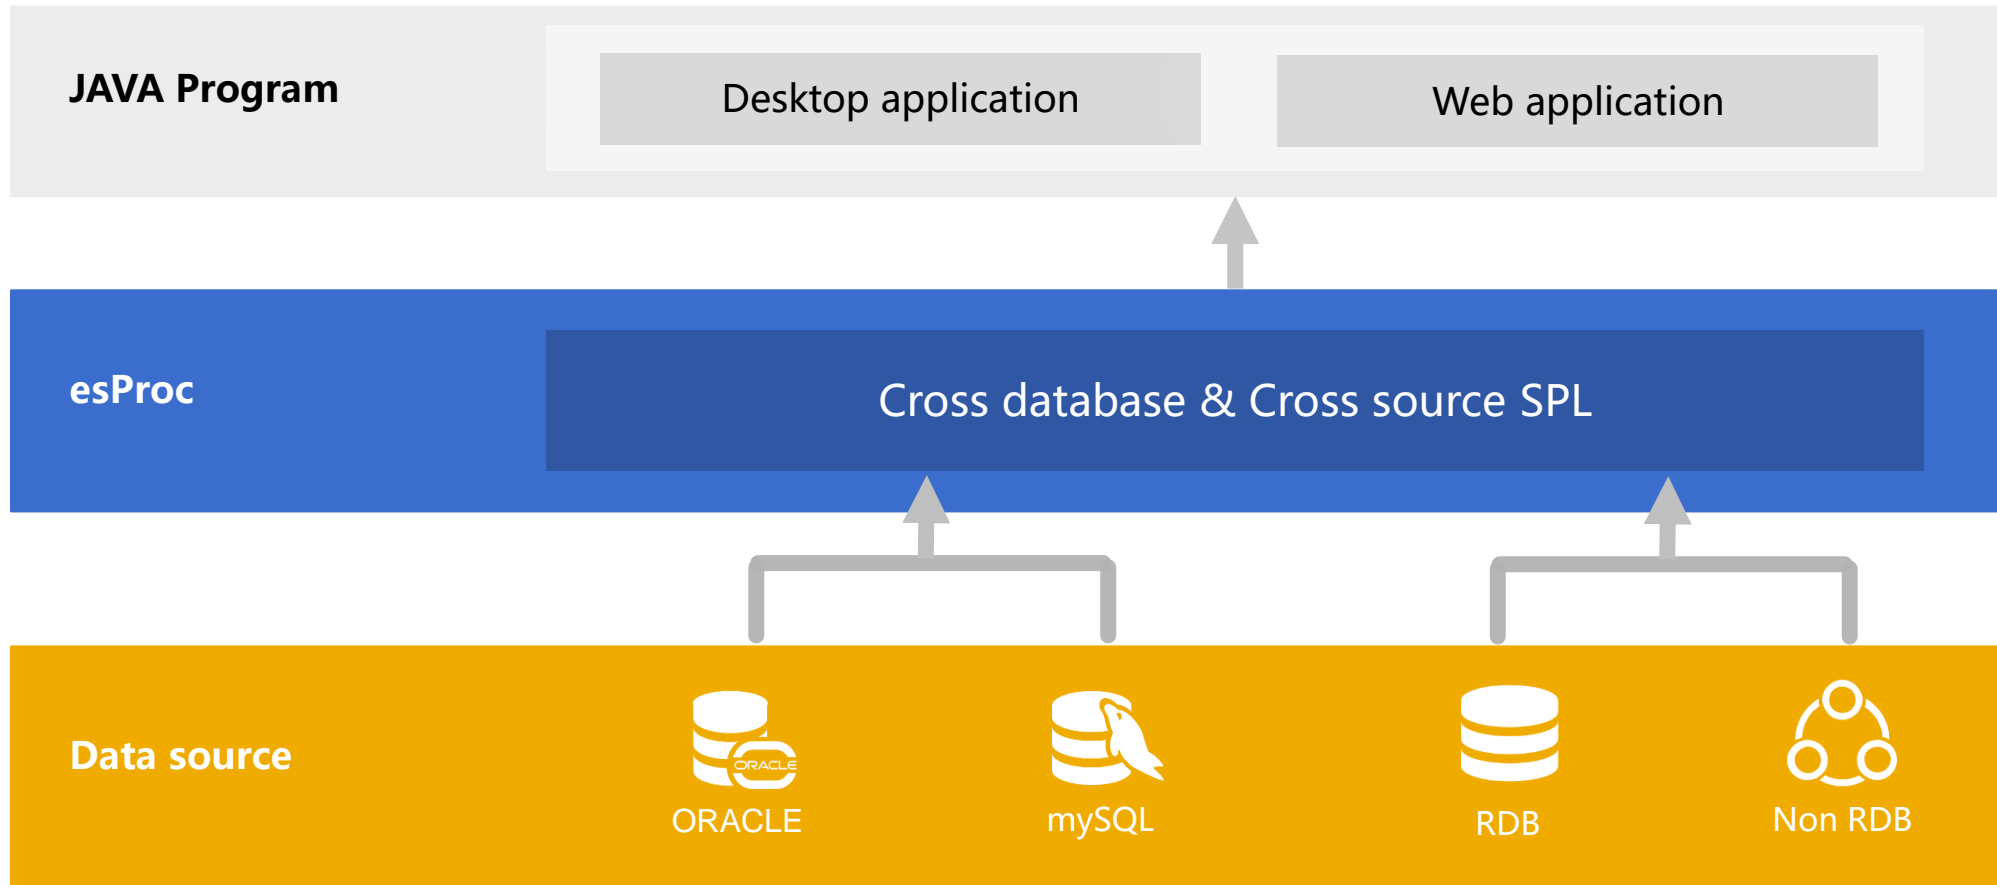 JAVA Program
Desktop application
Web application
esProc
Cross database & Cross source SPL
Data source
ORACLE
ORACLE
mySQL
RDB
Non RDB